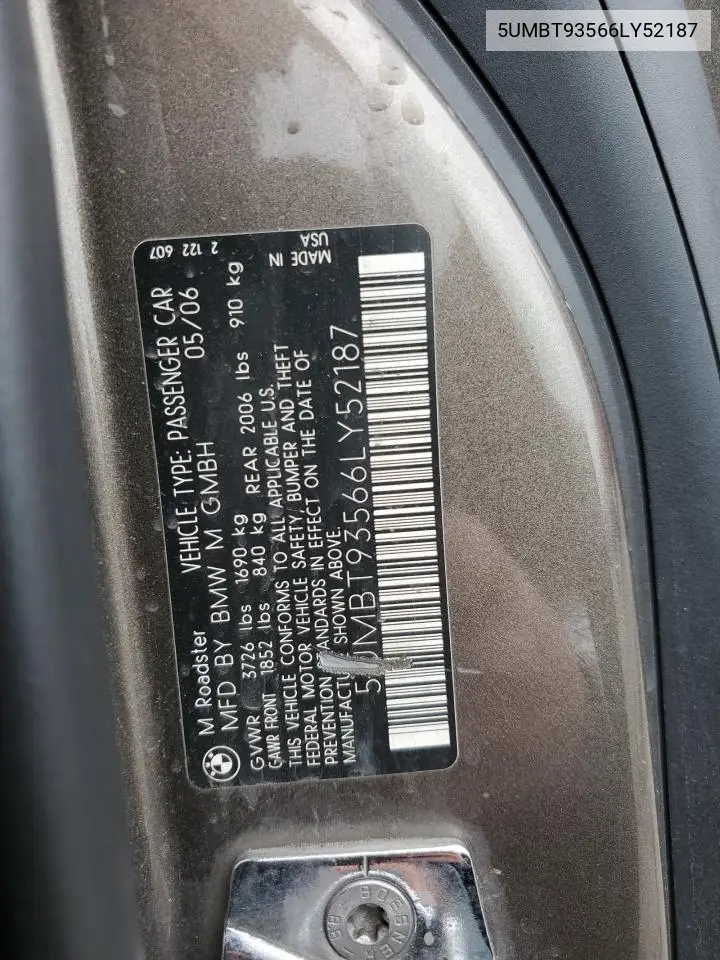 5UMBT93566LY52187
M Roadster VEHICLE TYPE: PASSENGER CAR
MFD BY BMW M GMBH 05/06
GVWR 3726 lbs 1690 kg
GAWR FRONT 1852 lbs 840 kg REAR 2006 lbs 910 kg
THIS VEHICLE CONFORMS TO ALL APPLICABLE U.S.
FEDERAL MOTOR VEHICLE SAFETY, BUMPER AND THEFT
PREVENTION STANDARDS IN EFFECT ON THE DATE OF
SHOWN ABOVE.
5UMBT93566LY52187
2 122 607
MADE IN
USA